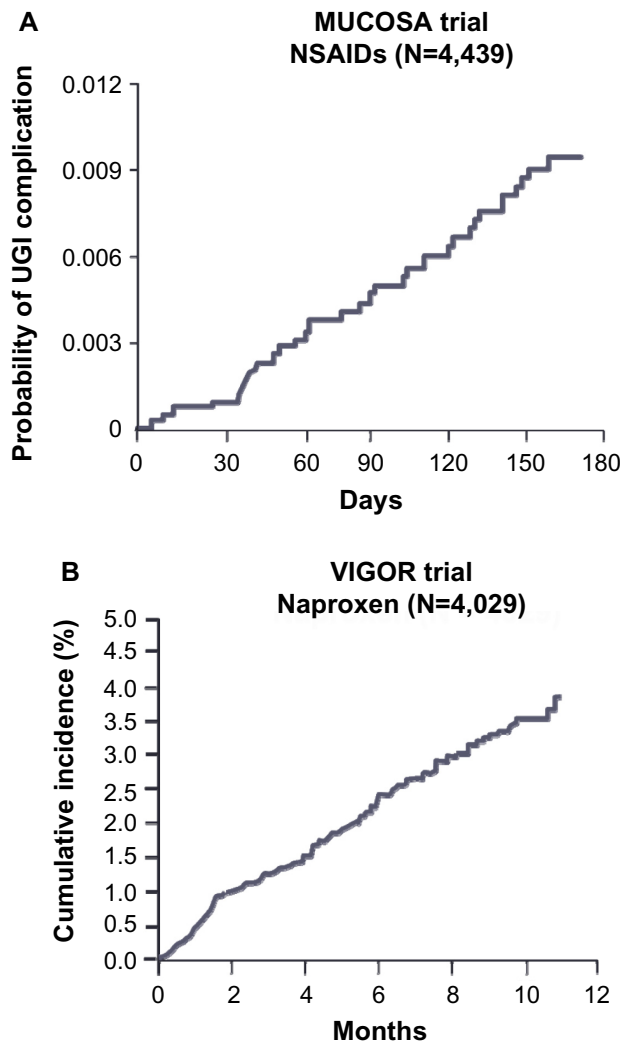 A
MUCOSA trial
NSAIDs (N=4,439)
Probability of UGI complication
0.012
0.009
0.006
0.003
0
0 30 60 90 120 150 180
Days
B
VIGOR trial
Naproxen (N=4,029)
Cumulative incidence (%)
5.0
4.5
4.0
3.5
3.0
2.5
2.0
1.5
1.0
0.5
0.0
0 2 4 6 8 10 12
Months